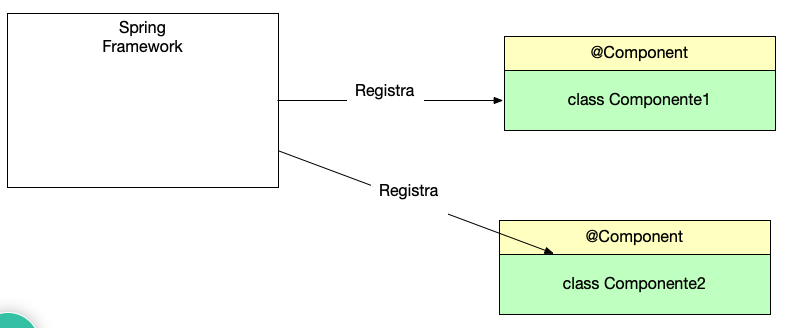 Spring
Framework
Registra
@Component
class Componente1
Registra
@Component
class Componente2